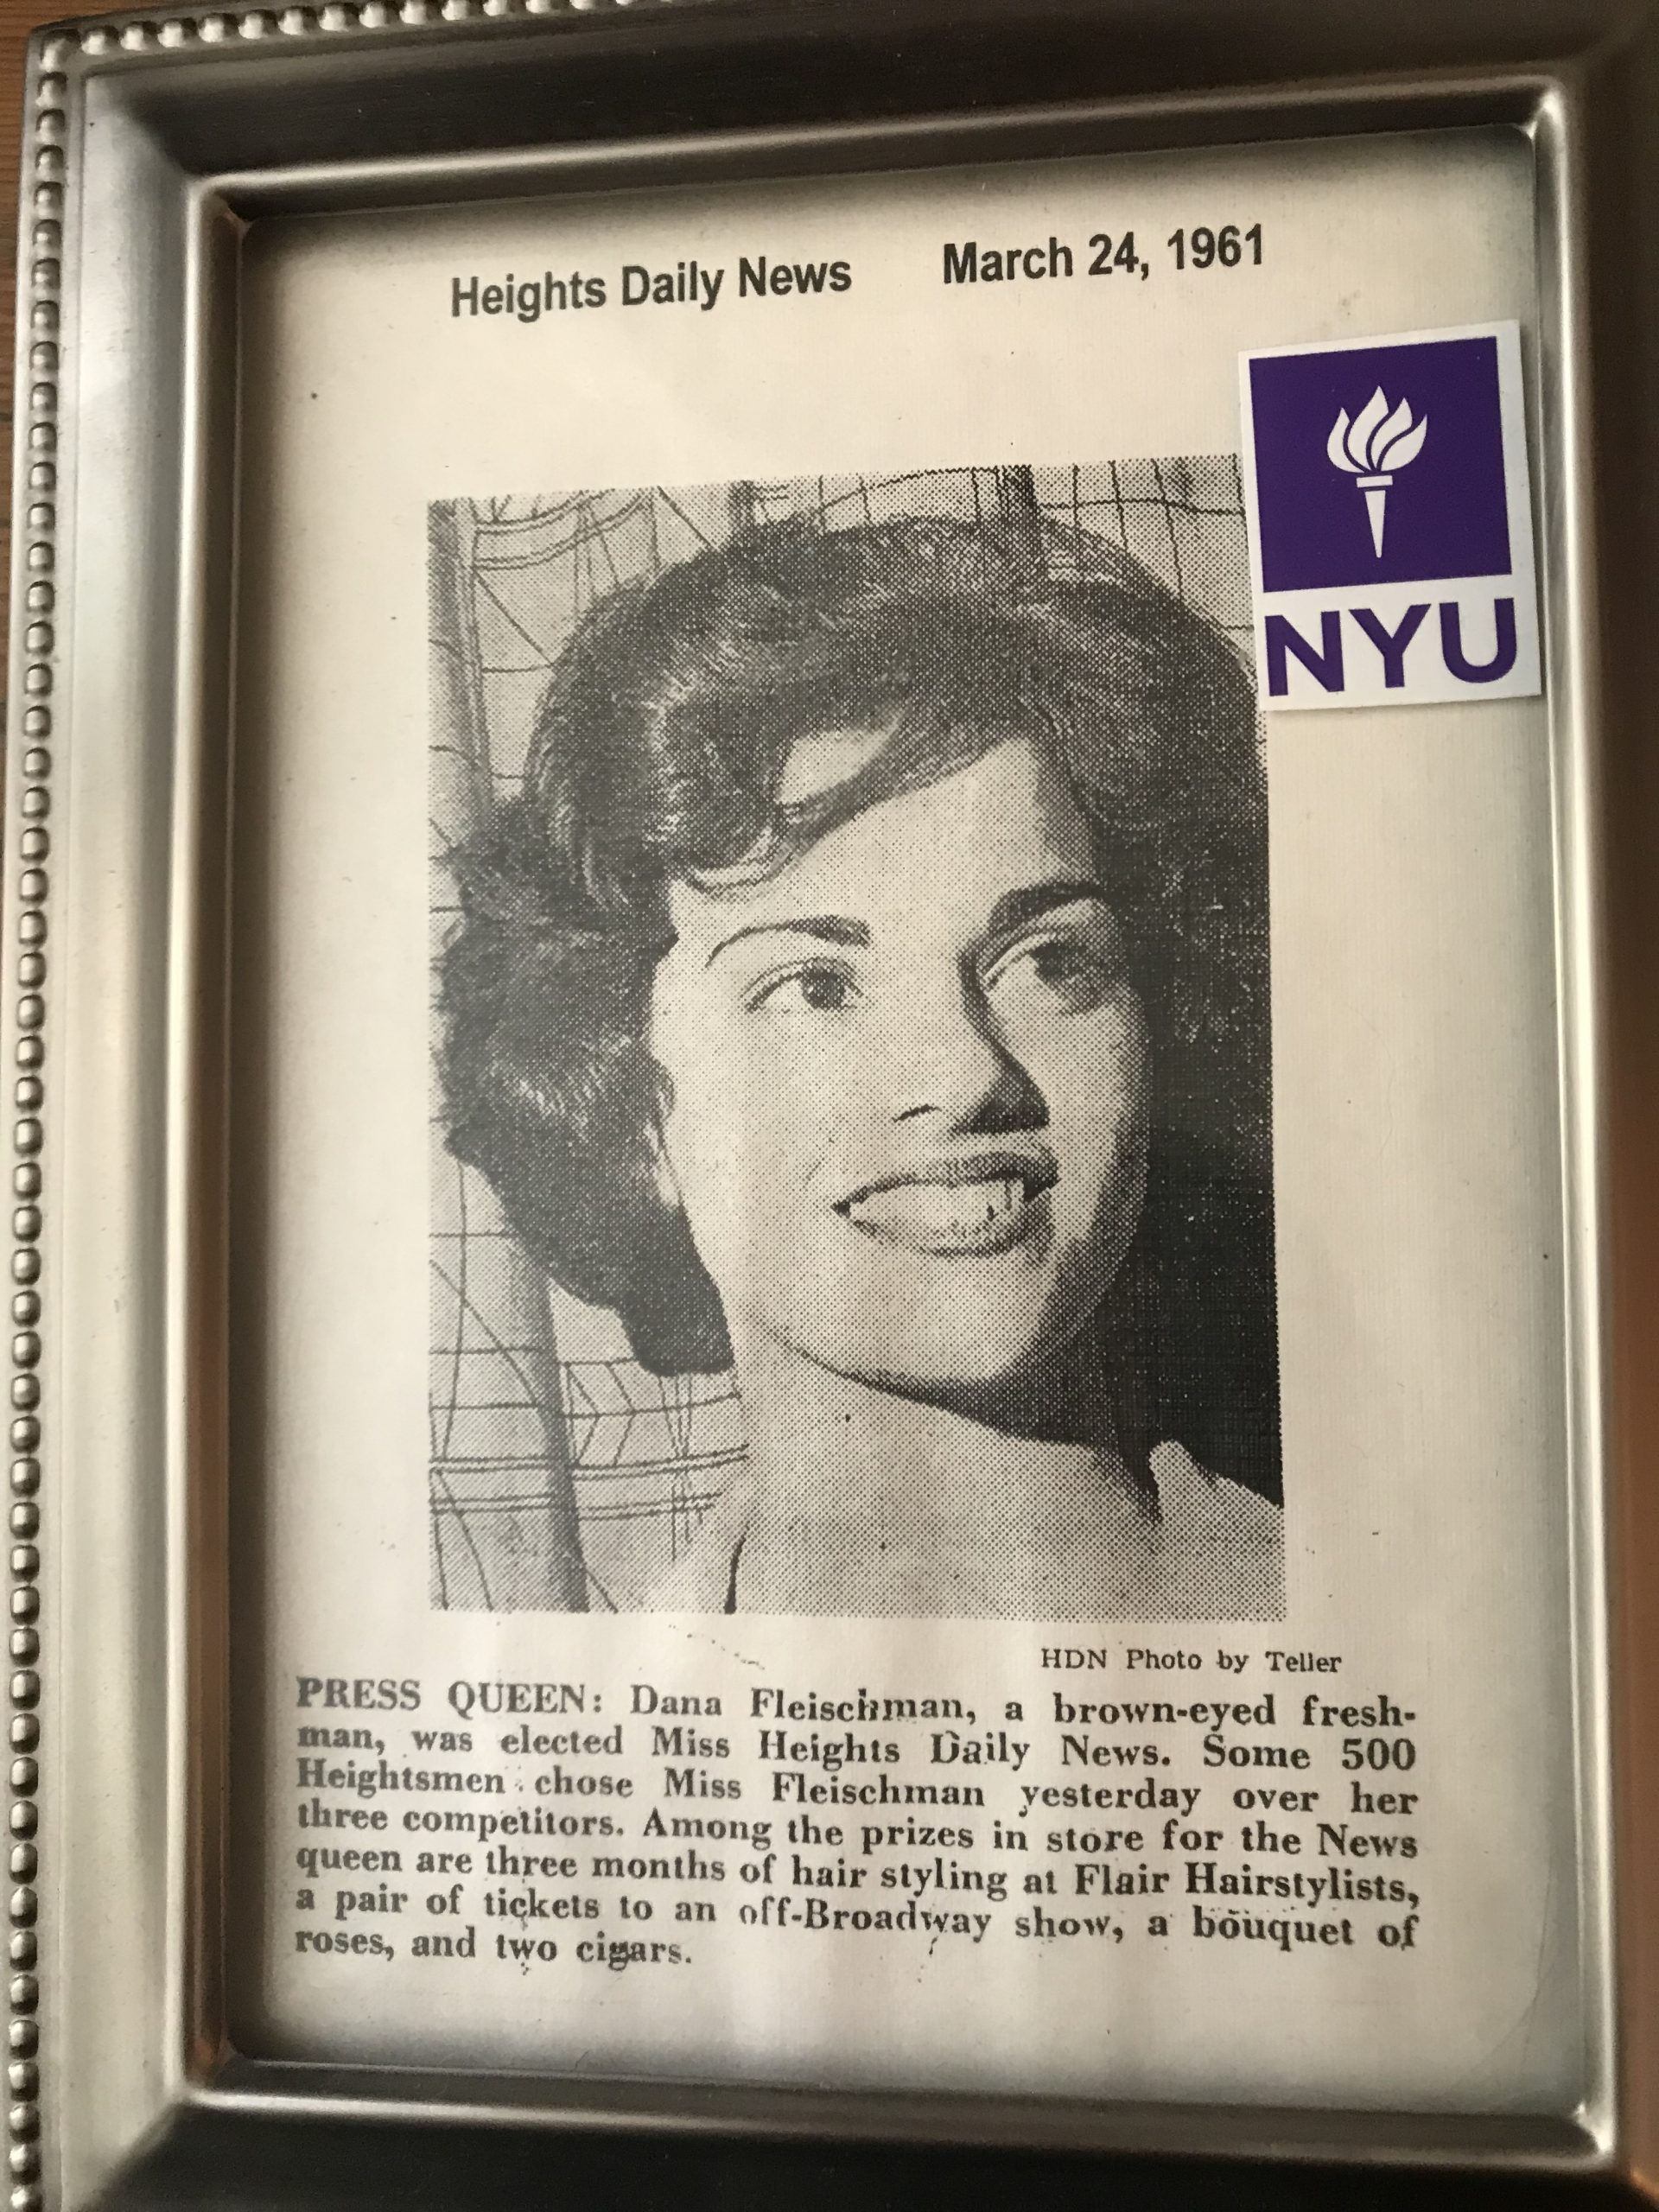 Heights Daily News March 24, 1961
NYU
HDN Photo by Teller
PRESS QUEEN: Dana Fleischman, a brown-eyed fresh-
man, was elected Miss Heights Daily News. Some 500
Heightsmen chose Miss Fleischman yesterday over her
three competitors. Among the prizes in store for the News
queen are three months of hair styling at Flair Hairstylists,
a pair of tickets to an off-Broadway show, a bouquet of
roses, and two cigars.